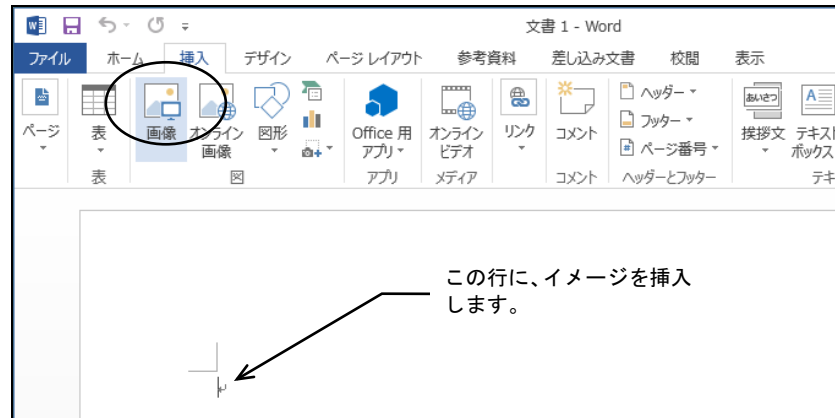 文書 1 - Word
ファイル ホーム 挿入 デザイン ページ レイアウト 参考資料 差し込み文書 校閲 表示
ページ 表 画像 オンライン 画像 図形 Office 用 アプリ オンライン ビデオ リンク コメント ヘッダー フッター ページ番号 あいさつ 挨拶文 A テキスト ボックス
表 図 アプリ メディア コメント ヘッダーとフッター テキ
この行に、イメージを挿入
します。